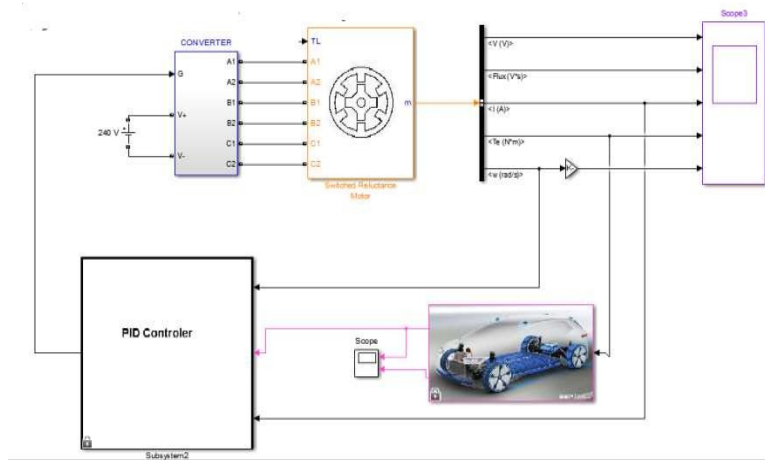 Scope3
CONVERTER
G
V+
V-
240 V
A1
A2
B1
B2
C1
C2
TL
A1
A2
B1
B2
C1
C2
m
Switched Reluctance
Motor
<V (V)>
<Flux (V*s)>
<I (A)>
<Te (N*m)>
<w (rad/s)>
PID Controler
Subsystem2
Scope